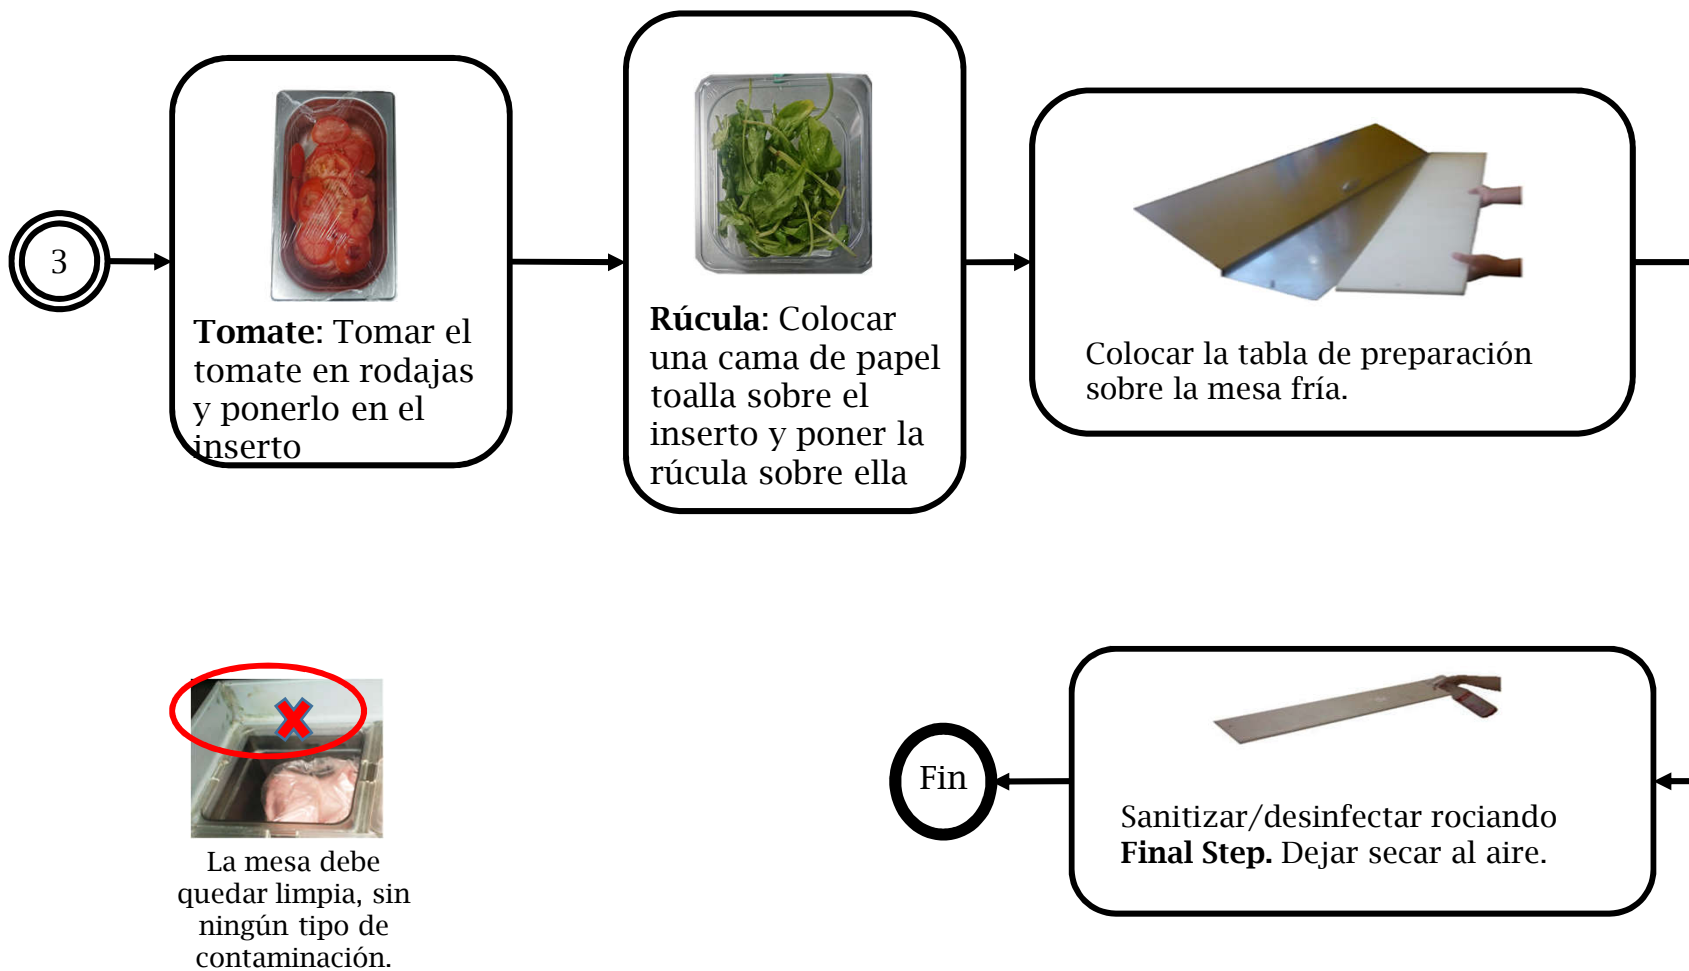 3
Tomate: Tomar el
tomate en rodajas
y ponerlo en el
inserto
Rúcula: Colocar
una cama de papel
toalla sobre el
inserto y poner la
rúcula sobre ella
Colocar la tabla de preparación
sobre la mesa fría.
La mesa debe
quedar limpia, sin
ningún tipo de
contaminación.
Fin
Sanitizar/desinfectar rociando
Final Step. Dejar secar al aire.